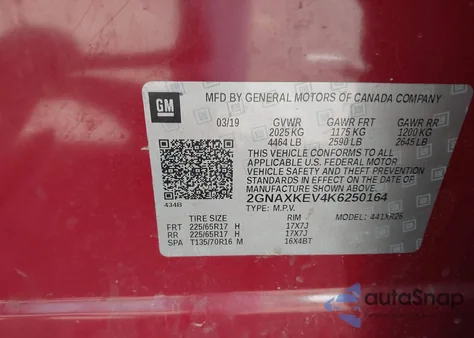 GM
MFD BY GENERAL MOTORS OF CANADA COMPANY
03/19 GVWR GAWR FRT GAWR RR
2025 KG 1175 KG 1200 KG
4464 LB 2590 LB 2645 LB
THIS VEHICLE CONFORMS TO ALL
APPLICABLE U.S. FEDERAL MOTOR
VEHICLE SAFETY, BUMPER, AND THEFT
PREVENTION STANDARDS IN EFFECT ON
THE DATE OF MANUFACTURE SHOWN ABOVE.
2GNAXKEV4K6250164
434B
TYPE: M.P.V. MODEL: 441XR26
TIRE SIZE RIM
FRT 225/65R17 H 17X7J
RR 225/65R17 H 17X7J
SPA T135/70R16 M 16X4BT
autoSnap